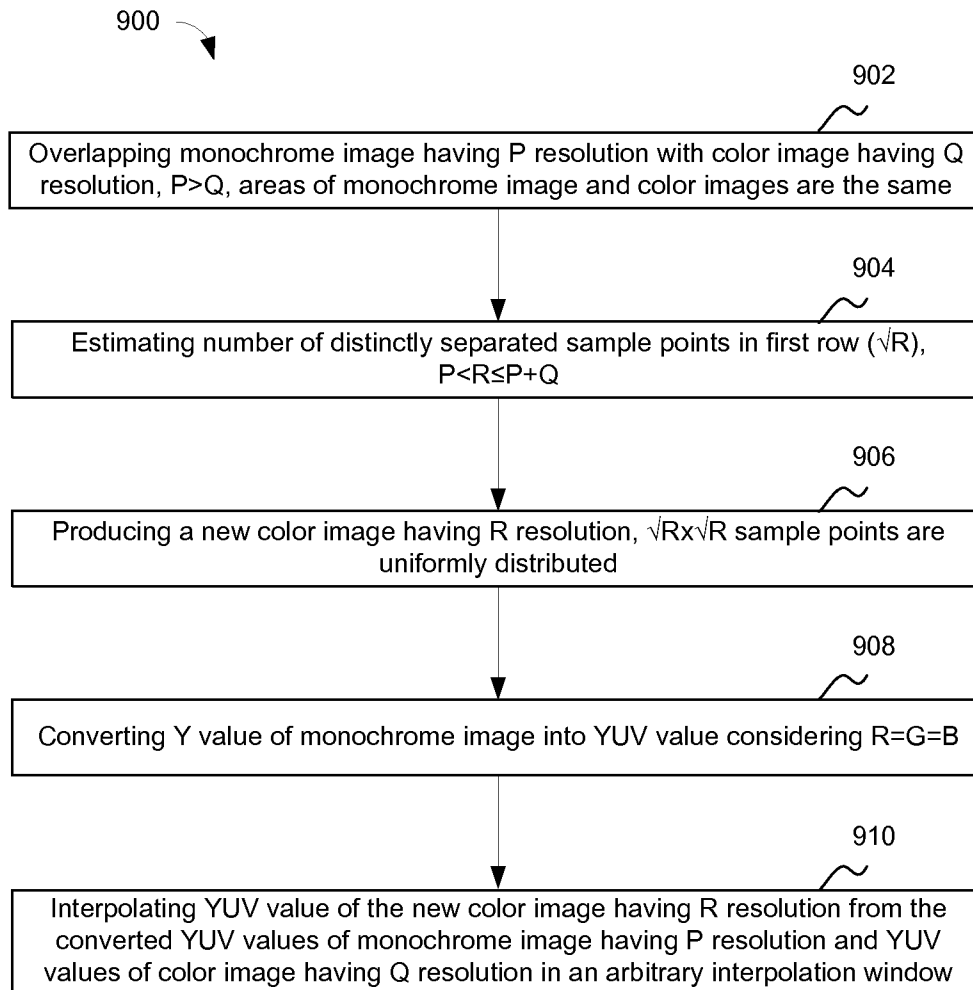 900
902
Overlapping monochrome image having P resolution with color image having Q
resolution, P>Q, areas of monochrome image and color images are the same
904
Estimating number of distinctly separated sample points in first row (√R),
P<R≤P+Q
906
Producing a new color image having R resolution, √Rx√R sample points are
uniformly distributed
908
Converting Y value of monochrome image into YUV value considering R=G=B
910
Interpolating YUV value of the new color image having R resolution from the
converted YUV values of monochrome image having P resolution and YUV
values of color image having Q resolution in an arbitrary interpolation window